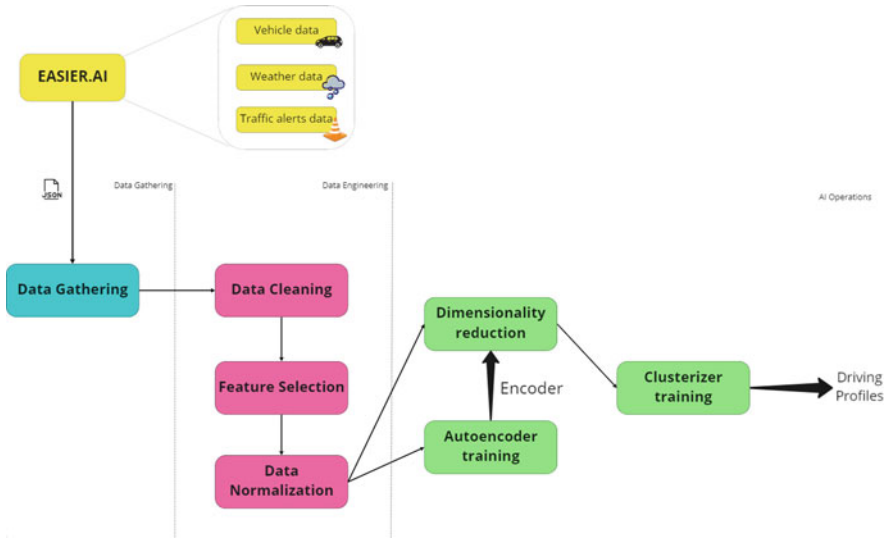 Vehicle data
EASIER.AI
Weather data
Traffic alerts data
JSON
Data Gathering
Data Engineering
AI Operations
Data Gathering
Data Cleaning
Dimensionality
reduction
Feature Selection
Encoder
Clusterizer
training
Driving
Profiles
Autoencoder
training
Data
Normalization